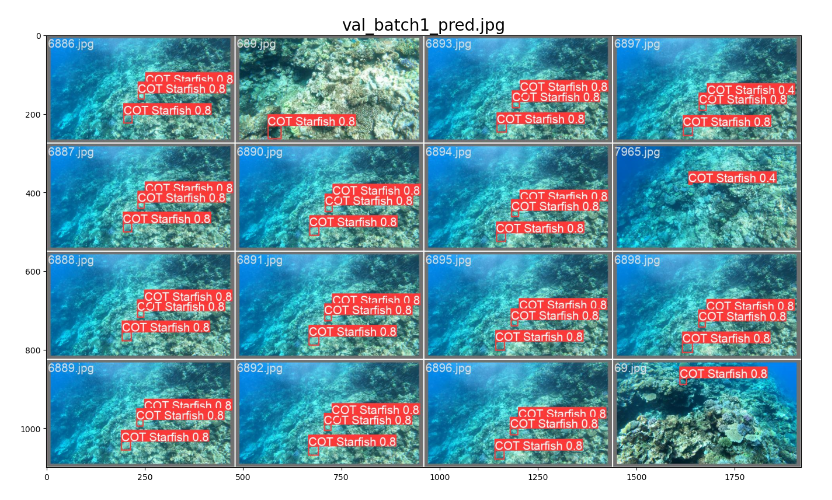 val_batch1_pred.jpg
0
200
400
600
800
1000
0
250
500
750
1000
1250
1500
1750
6886.jpg
COT Starfish 0.8
COT Starfish 0.8
COT Starfish 0.8
689.jpg
COT Starfish 0.8
6893.jpg
COT Starfish 0.8
COT Starfish 0.8
COT Starfish 0.8
6897.jpg
COT Starfish 0.4
COT Starfish 0.8
COT Starfish 0.8
6887.jpg
COT Starfish 0.8
COT Starfish 0.8
COT Starfish 0.8
6890.jpg
COT Starfish 0.8
COT Starfish 0.8
COT Starfish 0.8
6894.jpg
COT Starfish 0.8
COT Starfish 0.8
COT Starfish 0.8
7965.jpg
COT Starfish 0.4
6888.jpg
COT Starfish 0.8
COT Starfish 0.8
COT Starfish 0.8
6891.jpg
COT Starfish 0.8
COT Starfish 0.8
COT Starfish 0.8
6895.jpg
COT Starfish 0.8
COT Starfish 0.8
COT Starfish 0.8
6898.jpg
COT Starfish 0.8
COT Starfish 0.8
COT Starfish 0.8
6889.jpg
COT Starfish 0.8
COT Starfish 0.8
COT Starfish 0.8
6892.jpg
COT Starfish 0.8
COT Starfish 0.8
COT Starfish 0.8
6896.jpg
COT Starfish 0.8
COT Starfish 0.8
COT Starfish 0.8
69.jpg
COT Starfish 0.8